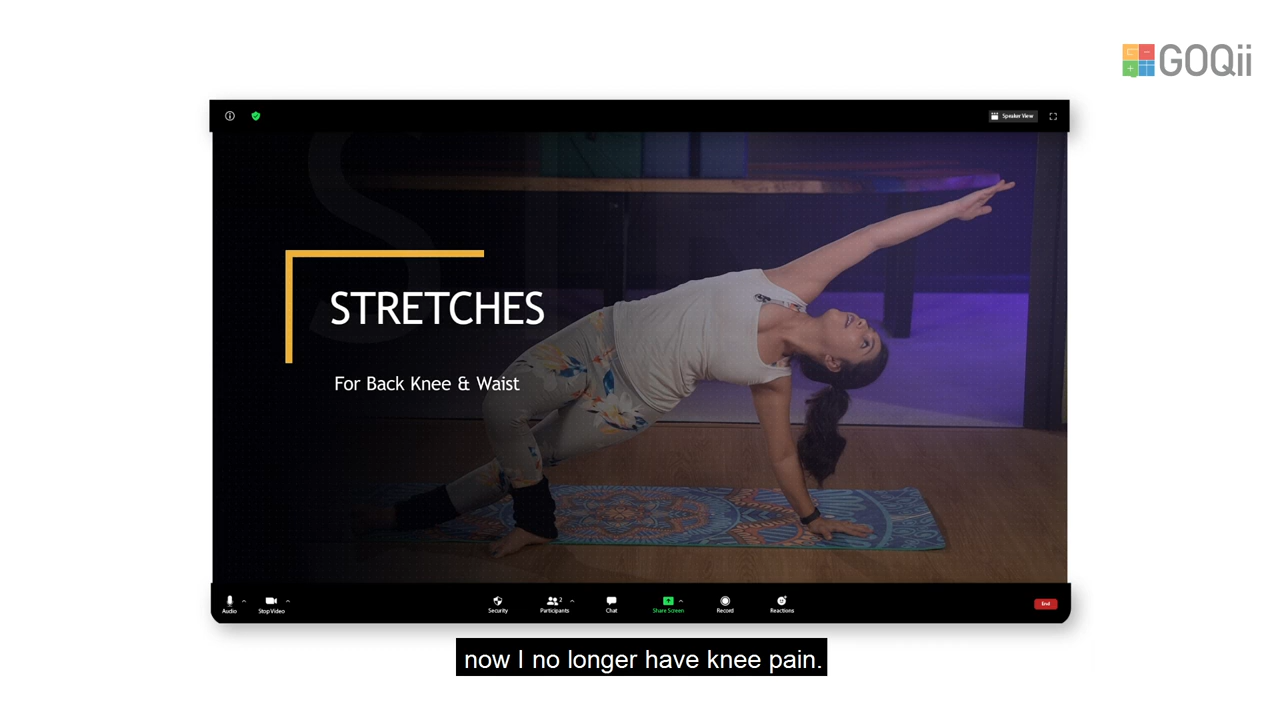 GOQii
Speaker View
STRETCHES
For Back Knee & Waist
Audio
Stop Video
Security
Participants
2
Chat
Share Screen
Record
Reactions
End
now I no longer have knee pain.